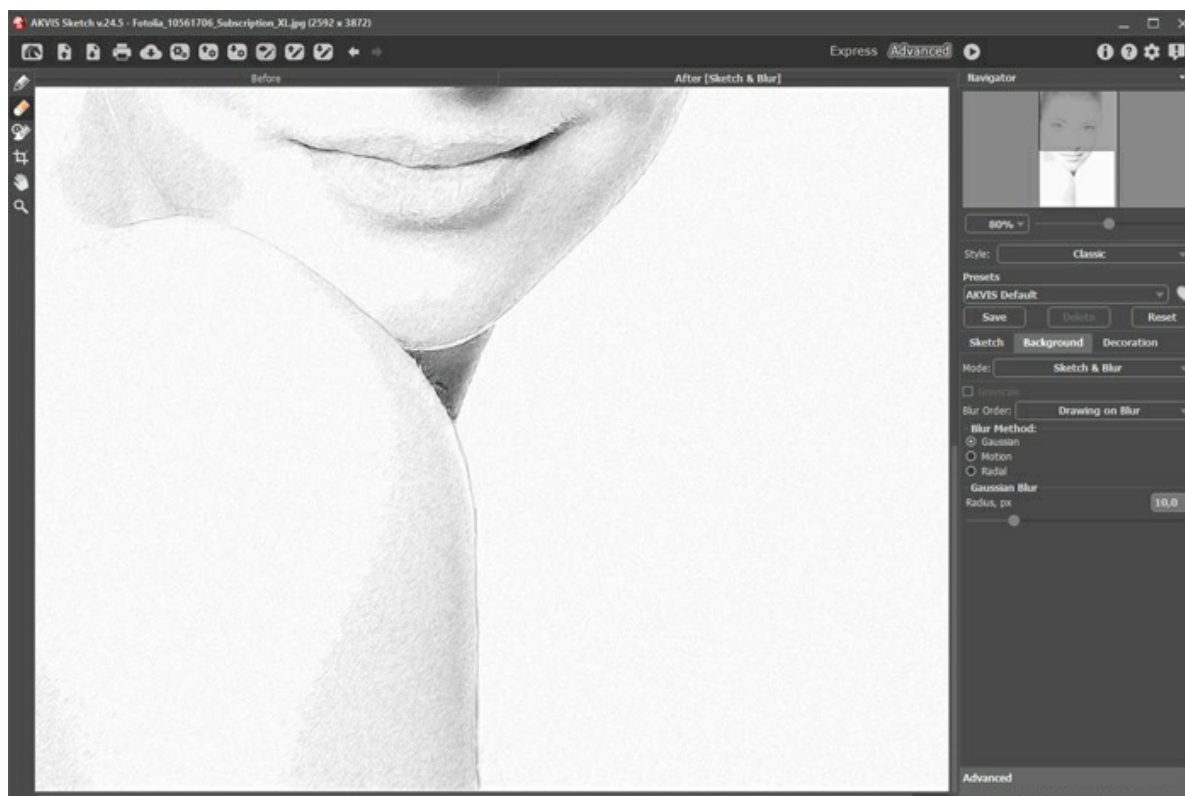 AKVIS Sketch v.24.5 - Fotolia_10561706_Subscription_XL.jpg (2592 x 3872)
Express Advanced
Before After [Sketch & Blur] Navigator
80%
Style: Classic
Presets
AKVIS Default
Save Delete Reset
Sketch Background Decoration
Mode: Sketch & Blur
Grayscale
Blur Order: Drawing on Blur
Blur Method:
Gaussian
Motion
Radial
Gaussian Blur
Radius, px 10,0
Advanced